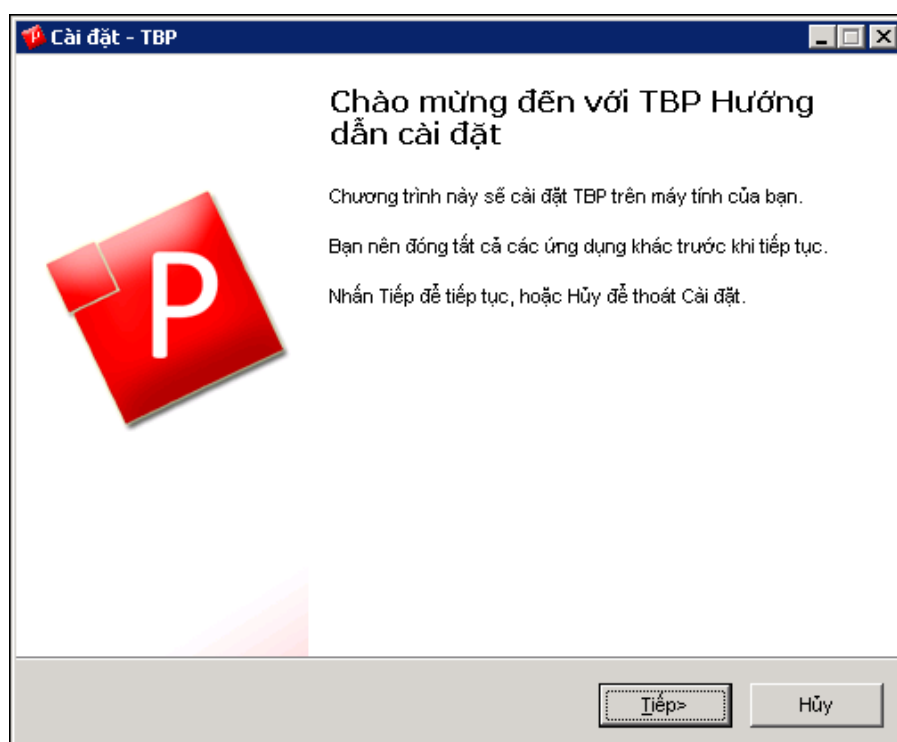 Cài đặt - TBP
Chào mừng đến với TBP Hướng
dẫn cài đặt
Chương trình này sẽ cài đặt TBP trên máy tính của bạn.
Bạn nên đóng tất cả các ứng dụng khác trước khi tiếp tục.
Nhấn Tiếp để tiếp tục, hoặc Hủy để thoát Cài đặt.
P
Tiếp>
Hủy